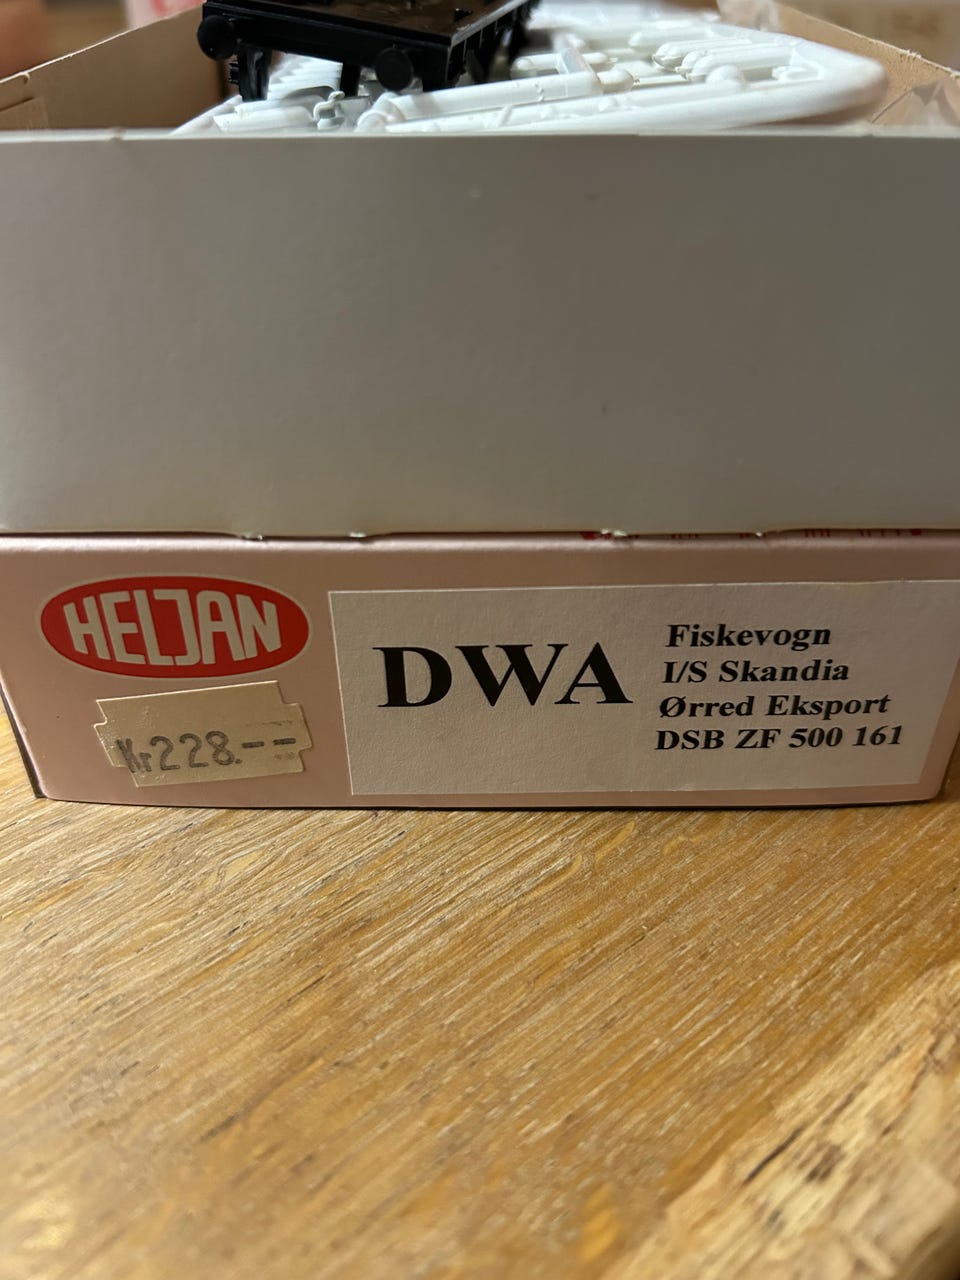 HELJAN
Kr228.--
DWA
Fiskevogn
I/S Skandia
Ørred Eksport
DSB ZF 500 161